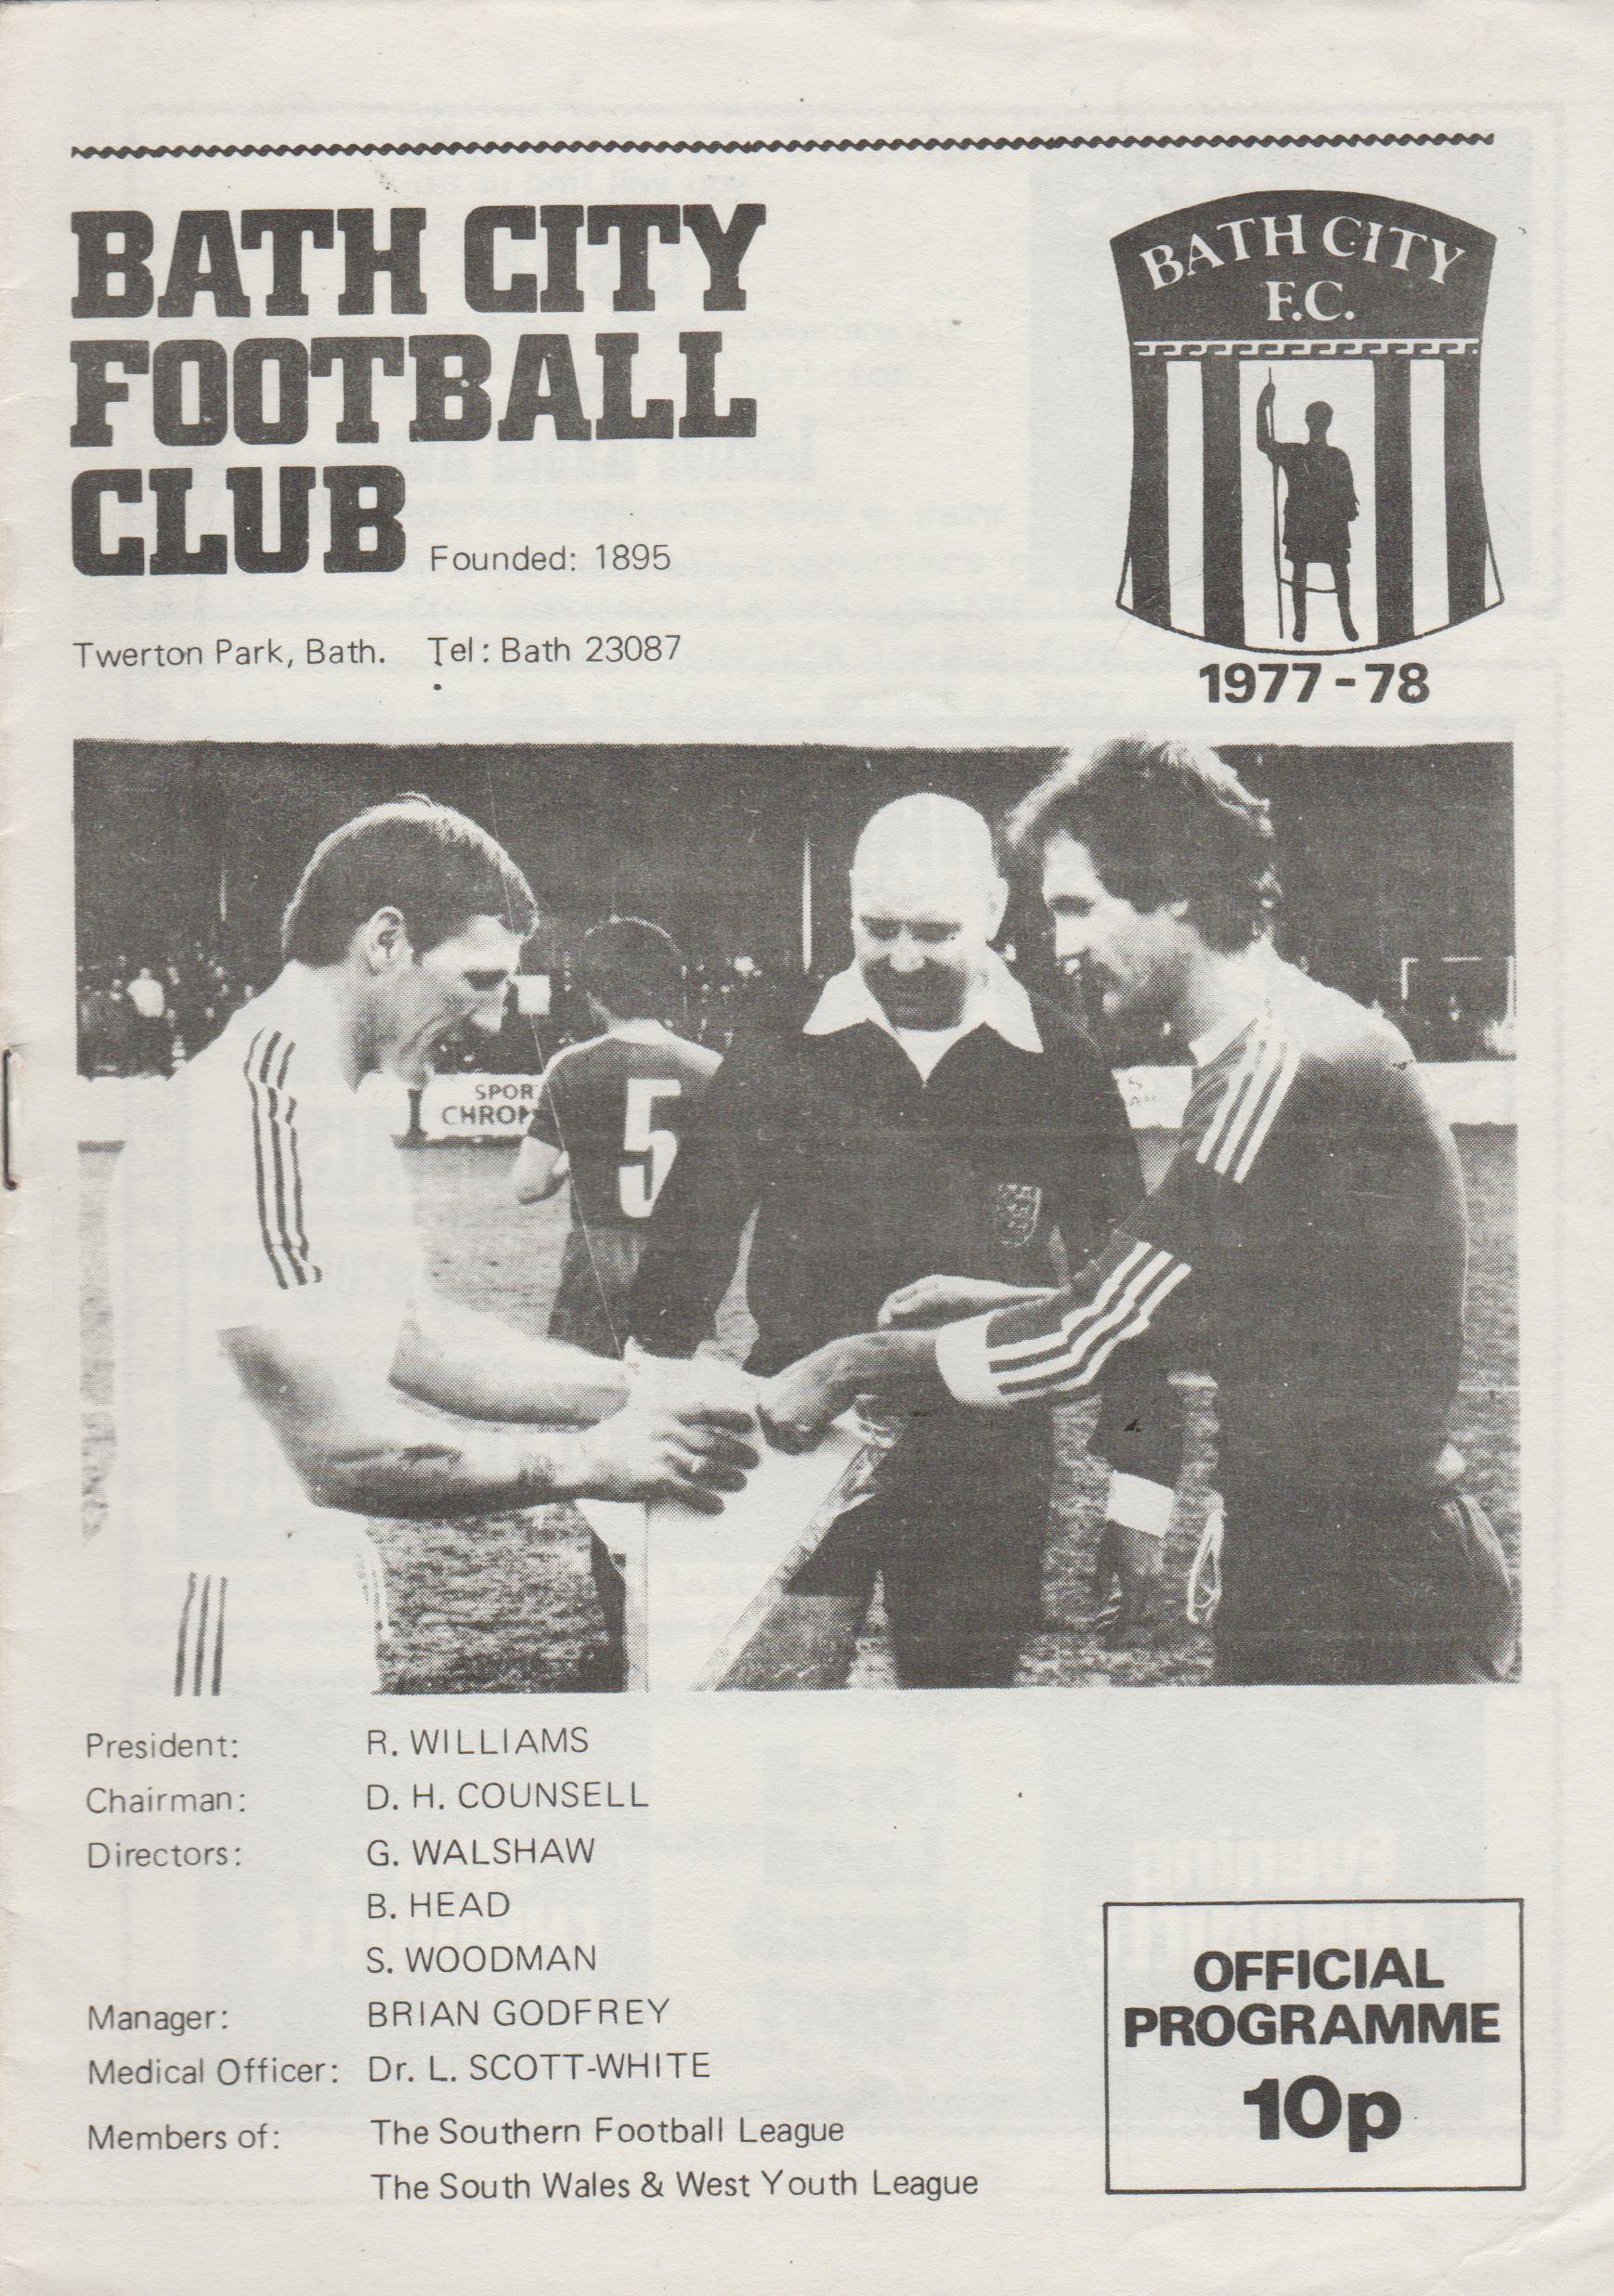 BATH CITY
FOOTBALL
CLUB Founded: 1895
Twerton Park, Bath. Tel: Bath 23087
BATH CITY
F.C.
1977-78
SPOR
CHRON
5
President: R. WILLIAMS
Chairman: D. H. COUNSELL
Directors: G. WALSHAW
B. HEAD
S. WOODMAN
Manager: BRIAN GODFREY
Medical Officer: Dr. L. SCOTT-WHITE
Members of: The Southern Football League
The South Wales & West Youth League
OFFICIAL
PROGRAMME
10p